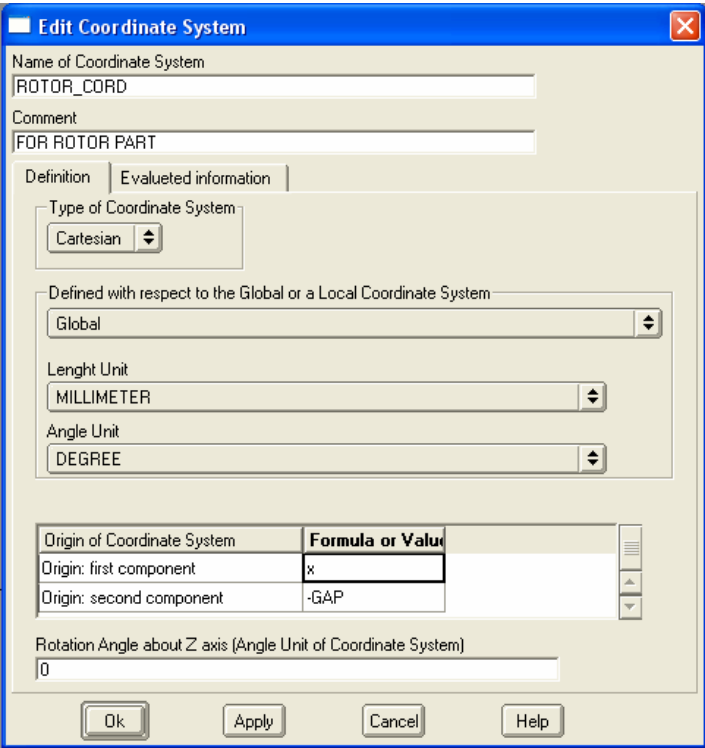 Edit Coordinate System
Name of Coordinate System
ROTOR_CORD
Comment
FOR ROTOR PART
Definition Evalueted information
Type of Coordinate System
Cartesian
Defined with respect to the Global or a Local Coordinate System
Global
Lenght Unit
MILLIMETER
Angle Unit
DEGREE
Origin of Coordinate System Formula or Value
Origin: first component x
Origin: second component -GAP
Rotation Angle about Z axis (Angle Unit of Coordinate System)
0
Ok Apply Cancel Help